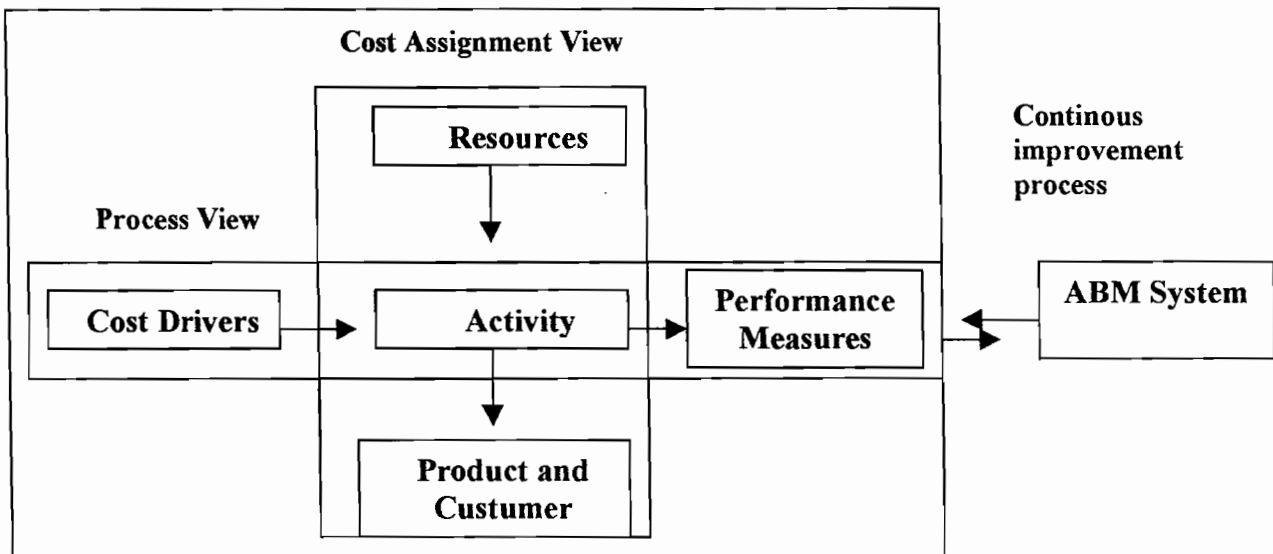 Cost Assignment View
Resources
Continous
improvement
process
Process View
Cost Drivers
Activity
Performance
Measures
ABM System
Product and
Custumer